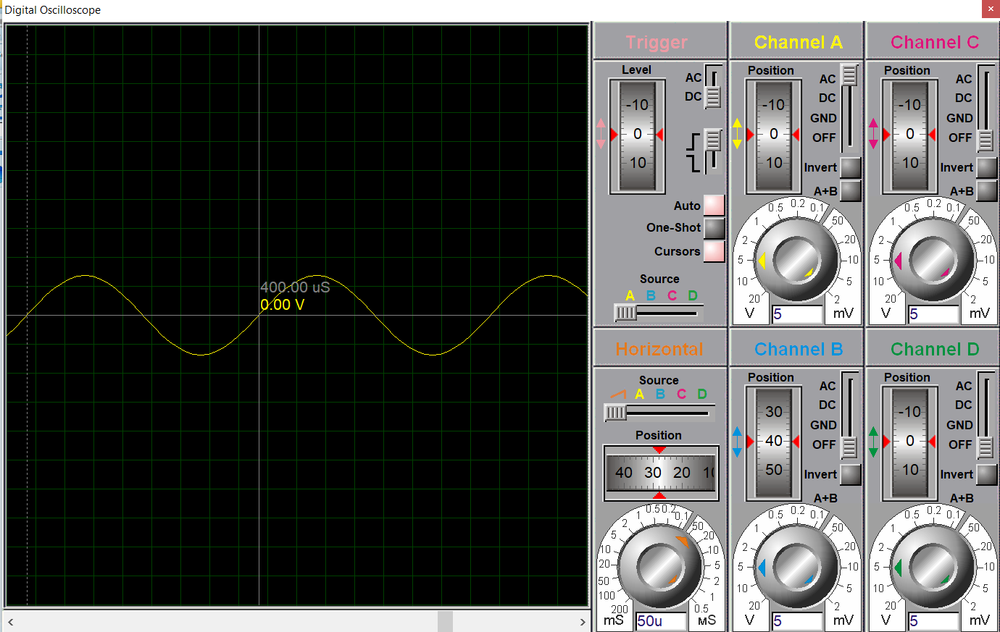 Digital Oscilloscope
400.00 uS
0.00 V
Trigger
Level
AC
DC
-10
0
10
Auto
One-Shot
Cursors
Source
A B C D
Channel A
Position
AC
DC
GND
OFF
-10
0
10
Invert
A+B
20 10 5 2 1 0.5 0.2 0.1 50 20 10 5 2
V
5
mV
Channel C
Position
AC
DC
GND
OFF
-10
0
10
Invert
A+B
20 10 5 2 1 0.5 0.2 0.1 50 20 10 5 2
V
5
mV
Horizontal
Source
A B C D
Position
40 30 20 10
200 100 50 20 10 5 2 1 0.5 0.2 0.1 50 20 10 5 2 1 0.5
mS
50u
мS
Channel B
Position
AC
DC
GND
OFF
30
40
50
Invert
A+B
20 10 5 2 1 0.5 0.2 0.1 50 20 10 5 2
V
5
mV
Channel D
Position
AC
DC
GND
OFF
-10
0
10
Invert
A+B
20 10 5 2 1 0.5 0.2 0.1 50 20 10 5 2
V
5
mV